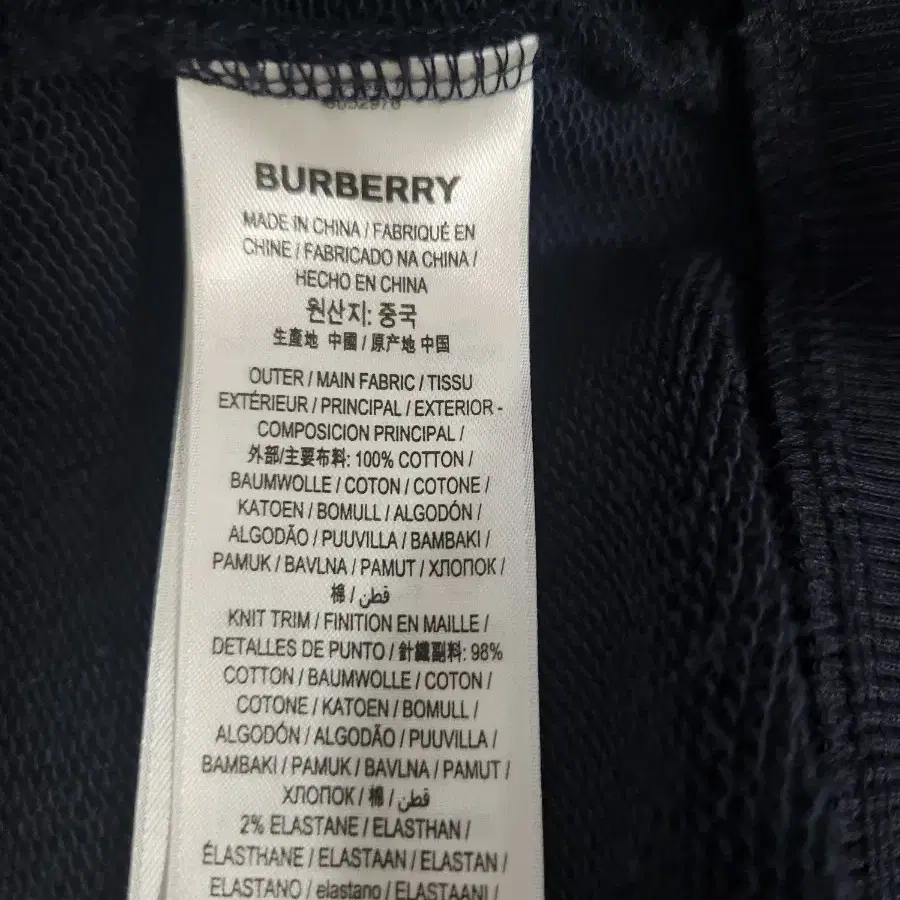 BURBERRY
MADE IN CHINA / FABRIQUÉ EN
CHINE / FABRICADO NA CHINA /
HECHO EN CHINA
원산지: 중국
生產地 中國 / 原产地 中国
OUTER / MAIN FABRIC / TISSU
EXTÉRIEUR / PRINCIPAL / EXTERIOR -
COMPOSICION PRINCIPAL /
外部/主要布料: 100% COTTON /
BAUMWOLLE / COTON / COTONE /
KATOEN / BOMULL / ALGODÓN /
ALGODÃO / PUUVILLA / BAMBAKI /
PAMUK / BAVLNA / PAMUT / ХЛОПОК /
棉 / قطن
KNIT TRIM / FINITION EN MAILLE /
DETALLES DE PUNTO / 針織副料: 98%
COTTON / BAUMWOLLE / COTON /
COTONE / KATOEN / BOMULL /
ALGODÓN / ALGODÃO / PUUVILLA /
BAMBAKI / PAMUK / BAVLNA / PAMUT /
ХЛОПОК / 棉 / قطن
2% ELASTANE / ELASTHAN /
ÉLASTHANE / ELASTAAN / ELASTAN /
ELASTANO / elastano / ELASTAANI /